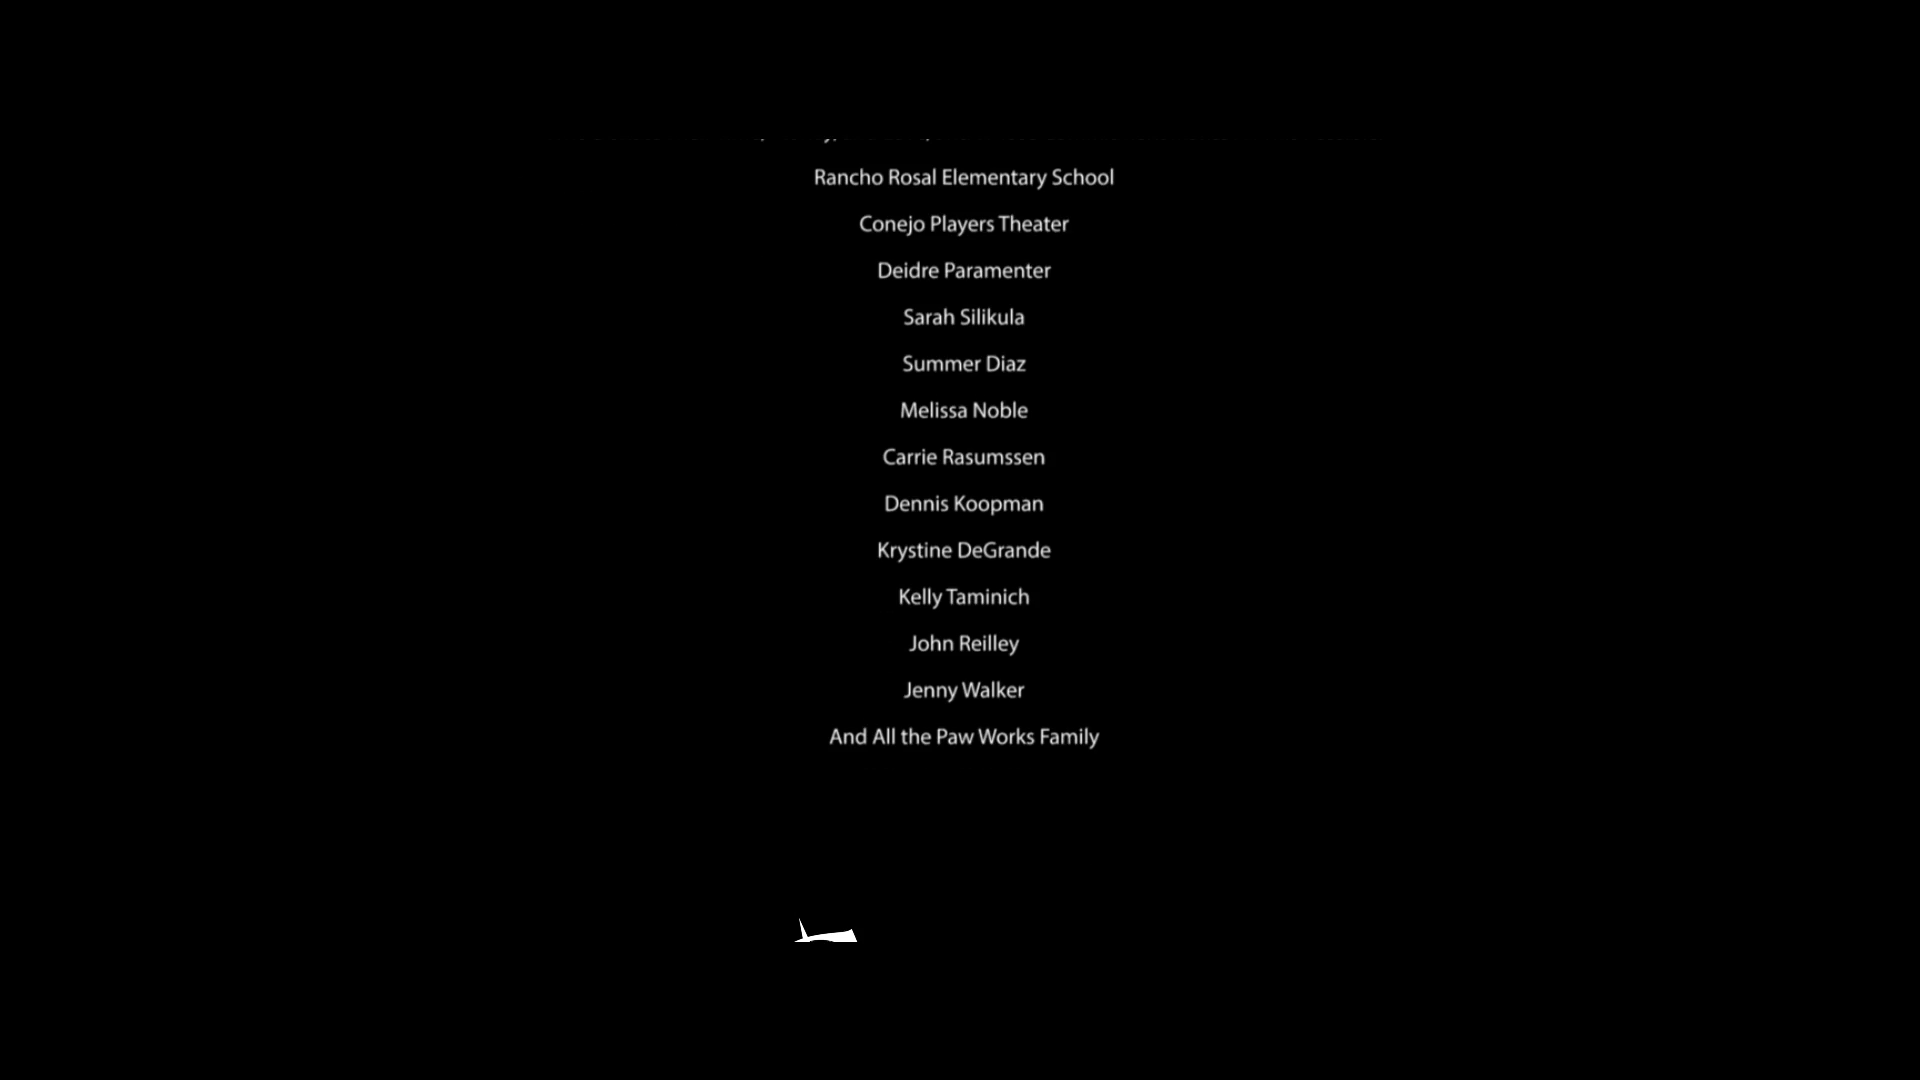 Rancho Rosal Elementary School
Conejo Players Theater
Deidre Paramenter
Sarah Silikula
Summer Diaz
Melissa Noble
Carrie Rasumssen
Dennis Koopman
Krystine DeGrande
Kelly Taminich
John Reilley
Jenny Walker
And All the Paw Works Family